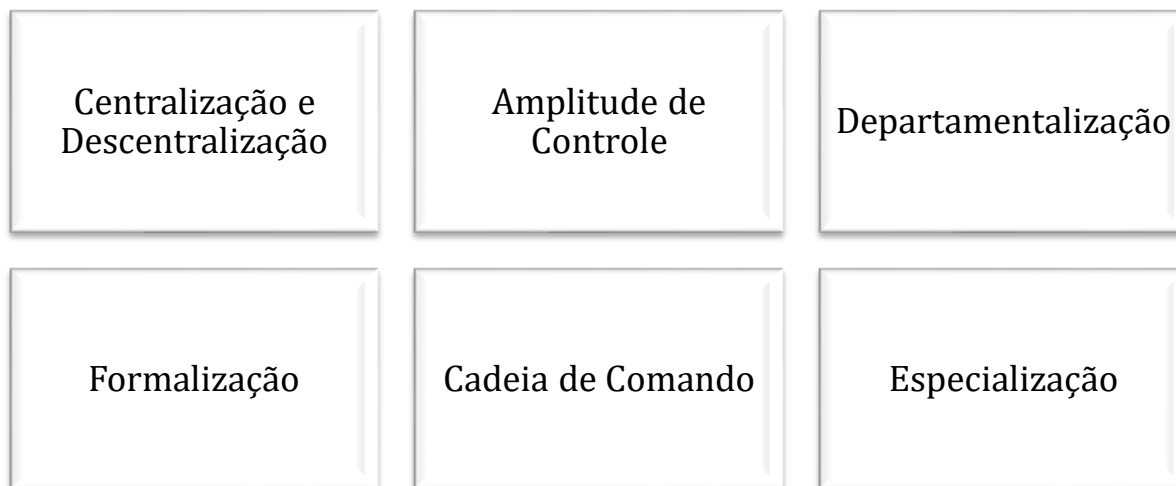 Centralização e
Descentralização
Amplitude de
Controle
Departamentalização
Formalização
Cadeia de Comando
Especialização